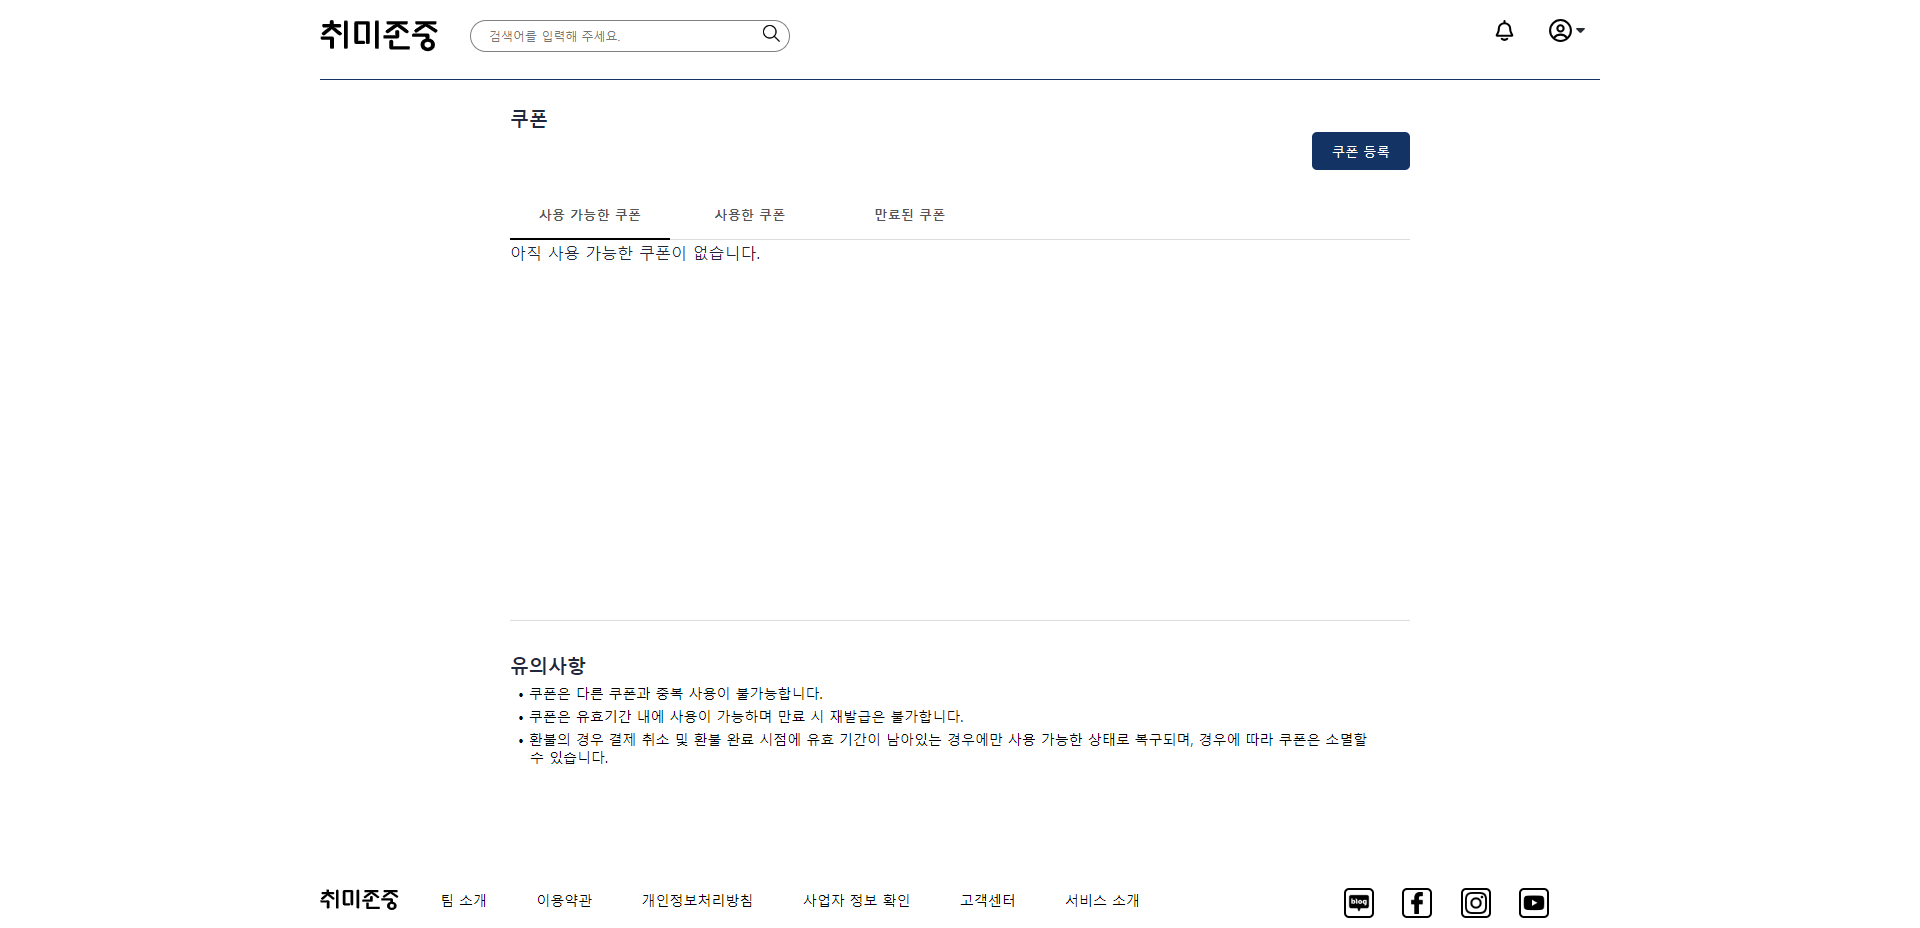 취미존중
검색어를 입력해 주세요.
쿠폰
쿠폰 등록
사용 가능한 쿠폰
사용한 쿠폰
만료된 쿠폰
아직 사용 가능한 쿠폰이 없습니다.
유의사항
• 쿠폰은 다른 쿠폰과 중복 사용이 불가능합니다.
• 쿠폰은 유효기간 내에 사용이 가능하며 만료 시 재발급은 불가합니다.
• 환불의 경우 결제 취소 및 환불 완료 시점에 유효 기간이 남아있는 경우에만 사용 가능한 상태로 복구되며, 경우에 따라 쿠폰은 소멸할
수 있습니다.
취미존중
팀 소개
이용약관
개인정보처리방침
사업자 정보 확인
고객센터
서비스 소개
blog